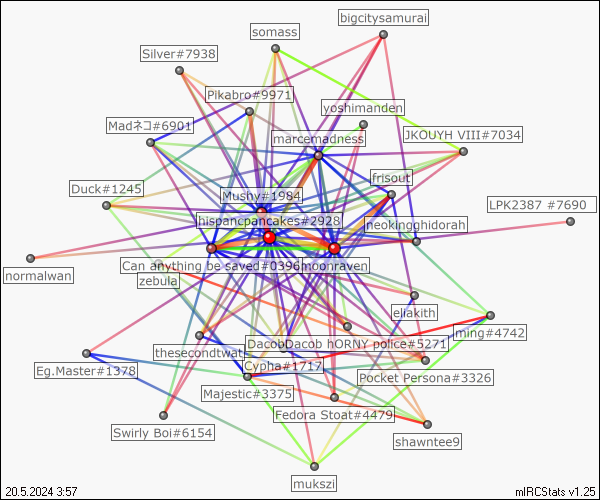 bigcitysamurai
somass
Silver#7938
Pikabro#9971
yoshimanden
Madネコ#6901
marcemadness
JKOUYH VIII#7034
frisout
Duck#1245
Mushy#1984
LPK2387 #7690
hispancpancakes#2928
neokingghidorah
Can anything be saved#0396
moonraven
normalwan
zebula
eliakith
ming#4742
thesecondtwat
DacobDacob hORNY police#5271
Eg.Master#1378
Cypha#1717
Pocket Persona#3326
Majestic#3375
Fedora Stoat#4479
Swirly Boi#6154
shawntee9
mukszi
20.5.2024 3:57
mIRCStats v1.25